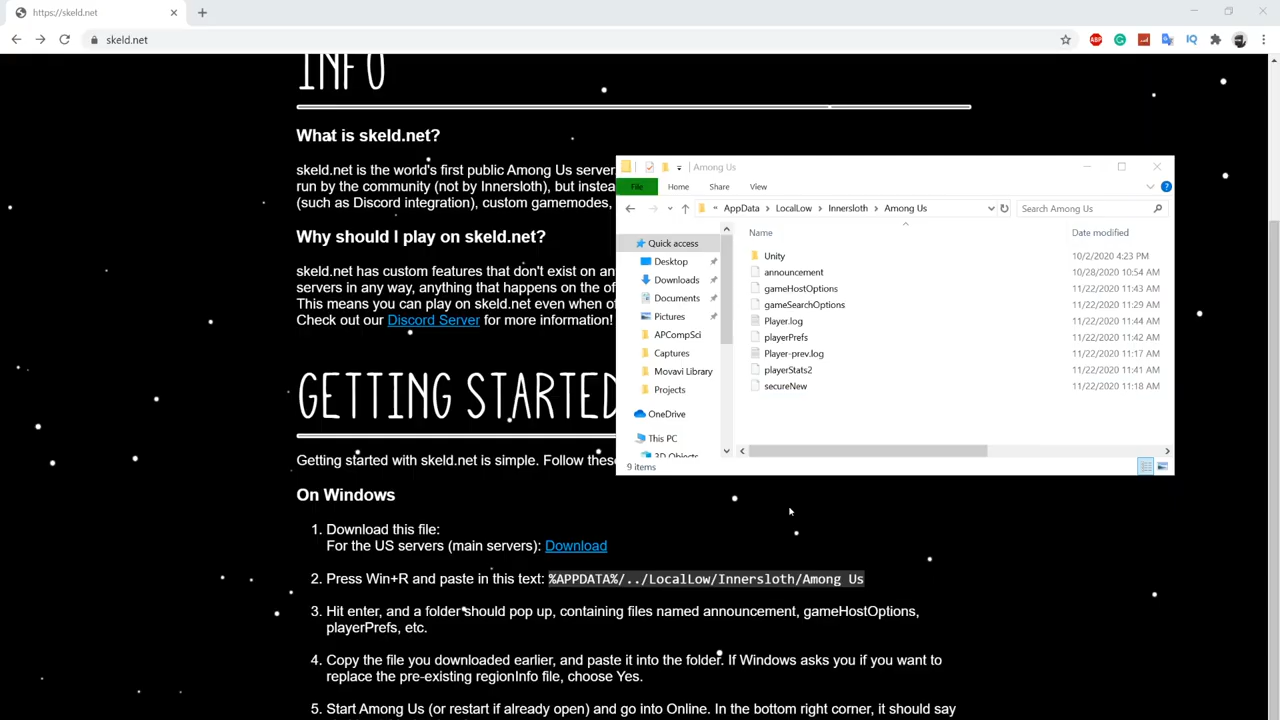 https://skeld.net
skeld.net
INFO
What is skeld.net?
skeld.net is the world's first public Among Us server
run by the community (not by Innersloth), but instea
(such as Discord integration), custom gamemodes,
Why should I play on skeld.net?
skeld.net has custom features that don't exist on an
servers in any way, anything that happens on the of
This means you can play on skeld.net even when of
Check out our Discord Server for more information!
GETTING STARTED
Getting started with skeld.net is simple. Follow these
On Windows
1. Download this file:
For the US servers (main servers): Download
2. Press Win+R and paste in this text: %APPDATA%/../LocalLow/Innersloth/Among Us
3. Hit enter, and a folder should pop up, containing files named announcement, gameHostOptions,
playerPrefs, etc.
4. Copy the file you downloaded earlier, and paste it into the folder. If Windows asks you if you want to
replace the pre-existing regionInfo file, choose Yes.
5. Start Among Us (or restart if already open) and go into Online. In the bottom right corner, it should say
Among Us
File Home Share View
AppData LocalLow Innersloth Among Us Search Among Us
Name Date modified
Quick access
Desktop
Downloads
Documents
Pictures
APCompSci
Captures
Movavi Library
Projects
OneDrive
This PC
3D Objects
Unity 10/2/2020 4:23 PM
announcement 10/28/2020 10:54 AM
gameHostOptions 11/22/2020 11:43 AM
gameSearchOptions 11/22/2020 11:29 AM
Player.log 11/22/2020 11:44 AM
playerPrefs 11/22/2020 11:42 AM
Player-prev.log 11/22/2020 11:17 AM
playerStats2 11/22/2020 11:41 AM
secureNew 11/22/2020 11:18 AM
9 items
ABP
IQ